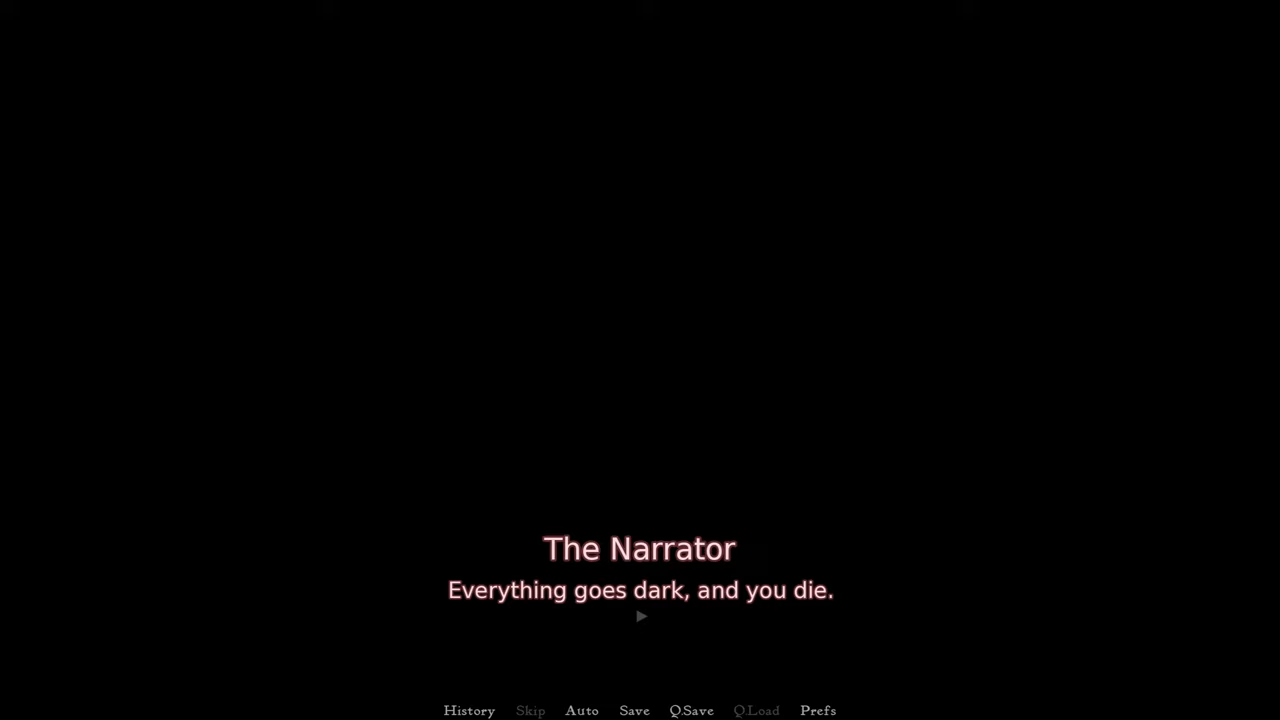 The Narrator
Everything goes dark, and you die.
History Skip Auto Save Q.Save Q.Load Prefs